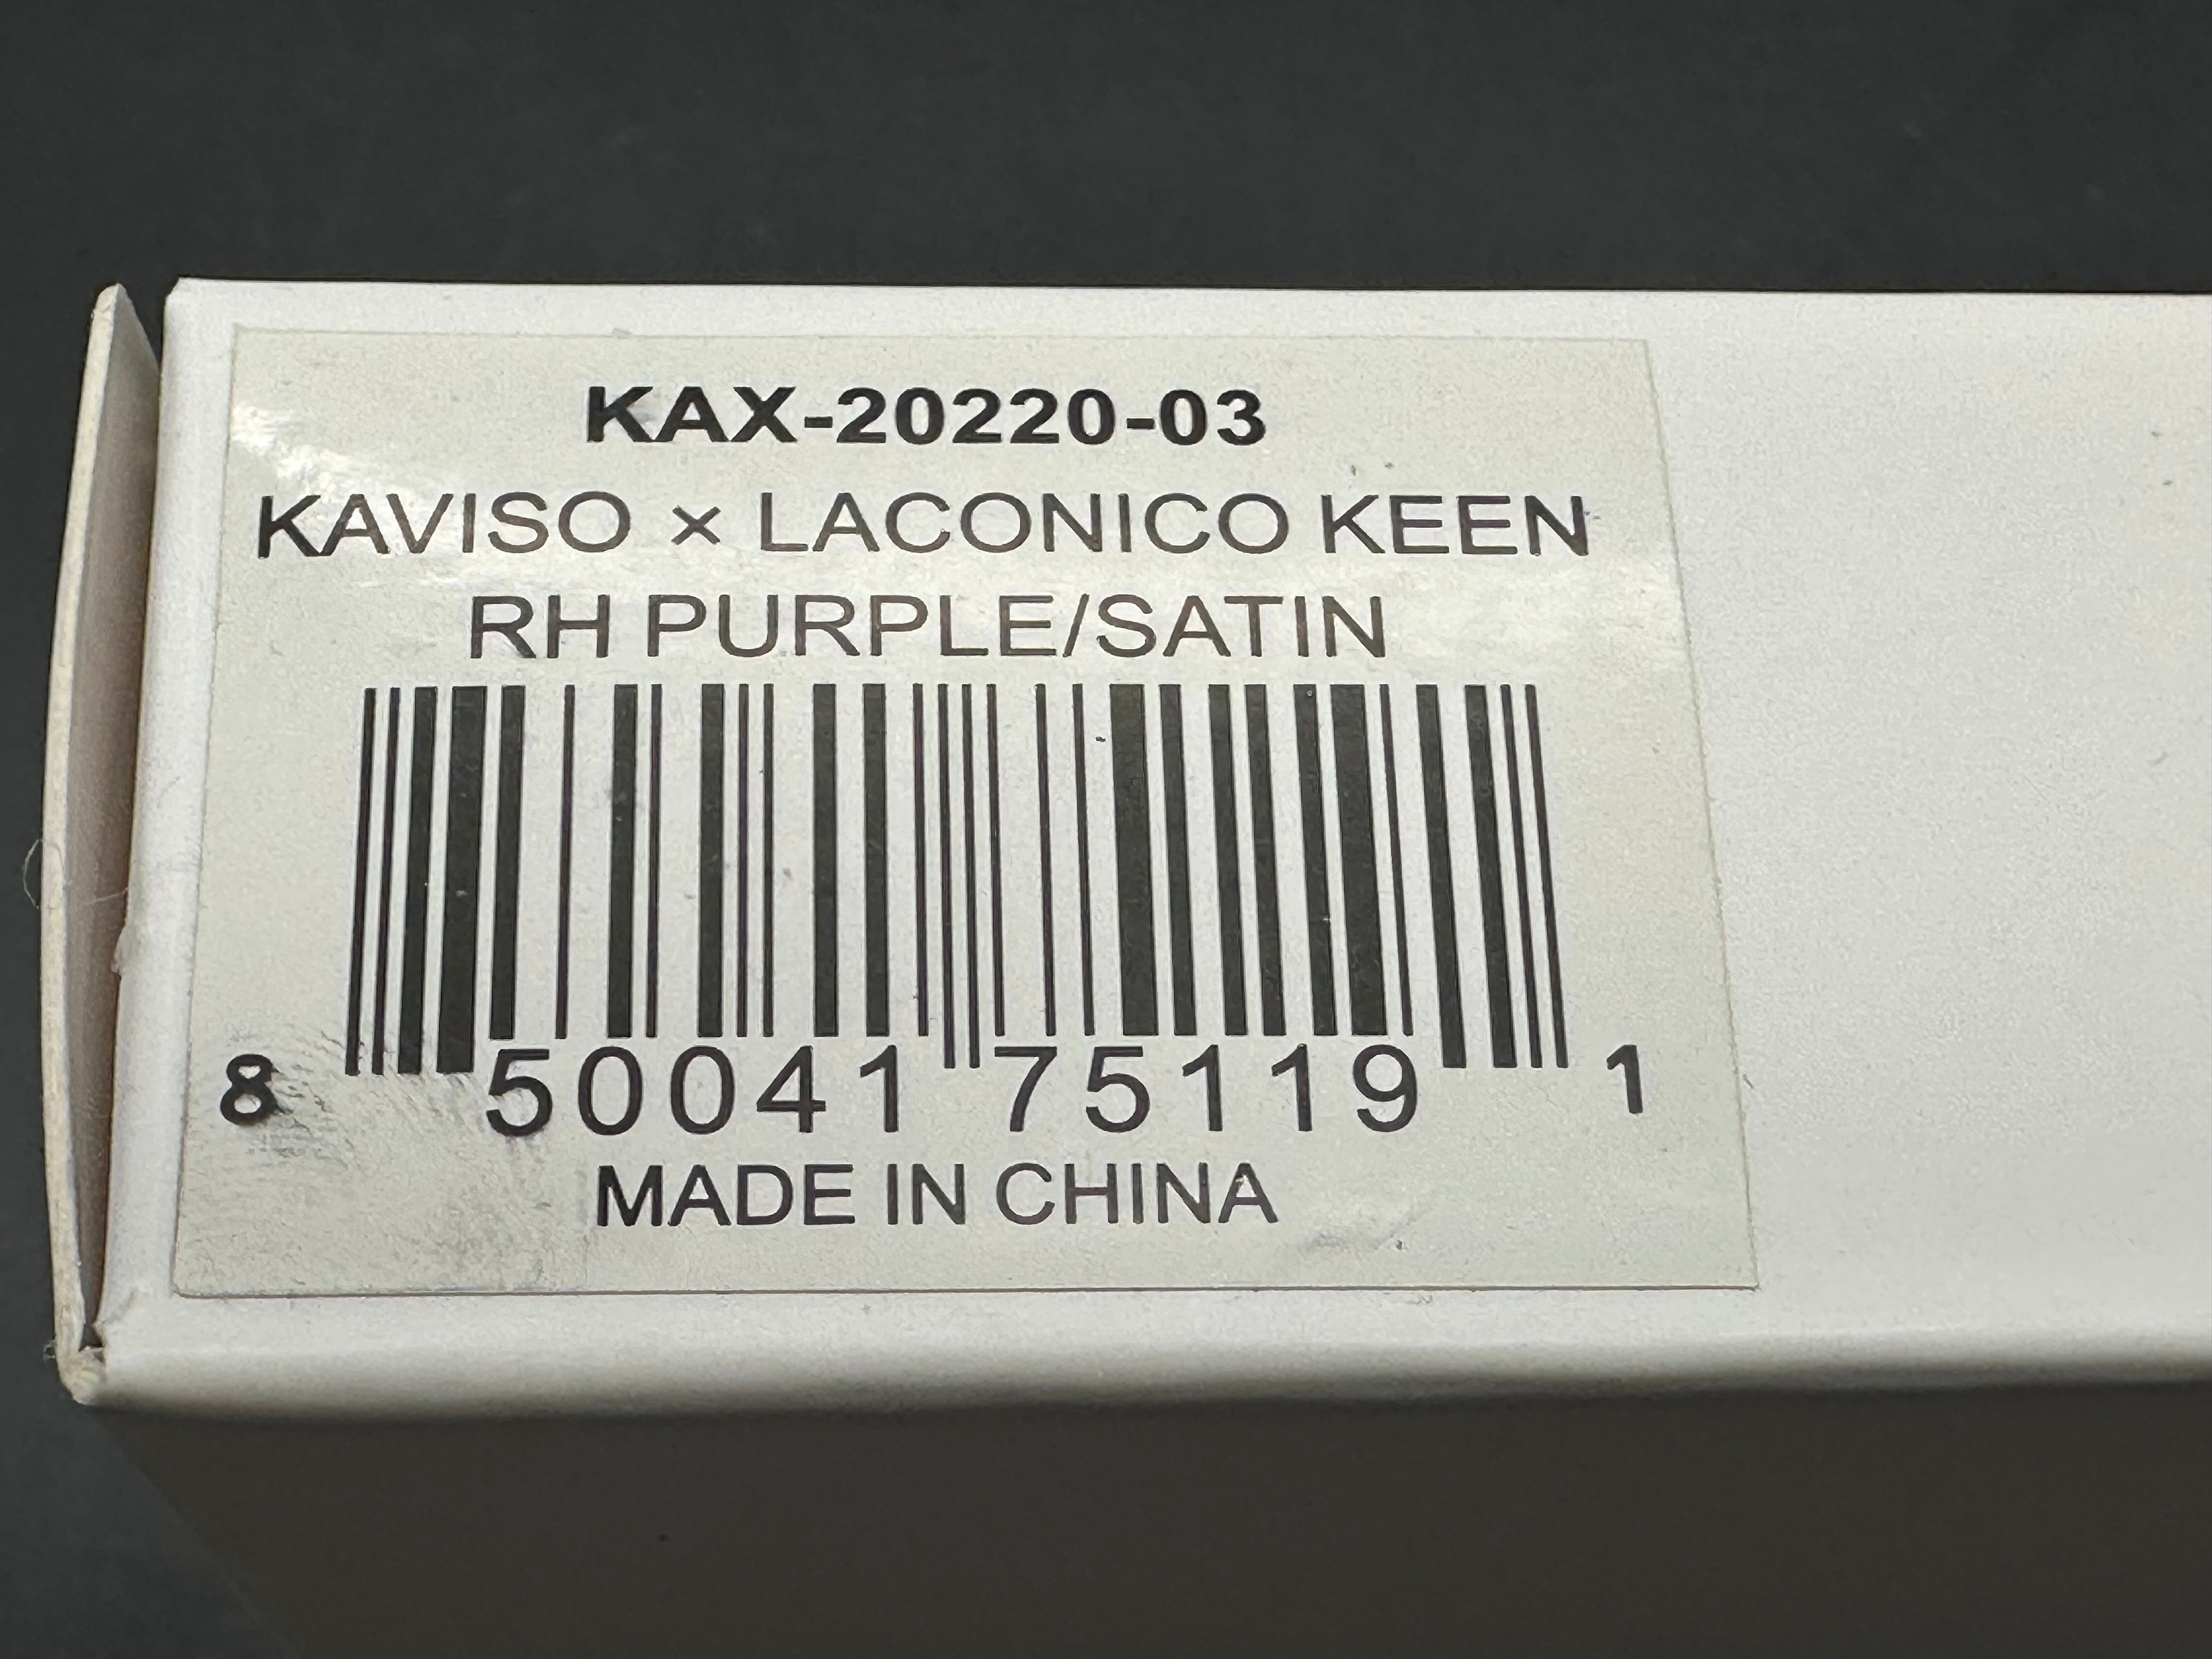 KAX-20220-03
KAVISO × LACONICO KEEN
RH PURPLE/SATIN
8 50041 75119 1
MADE IN CHINA